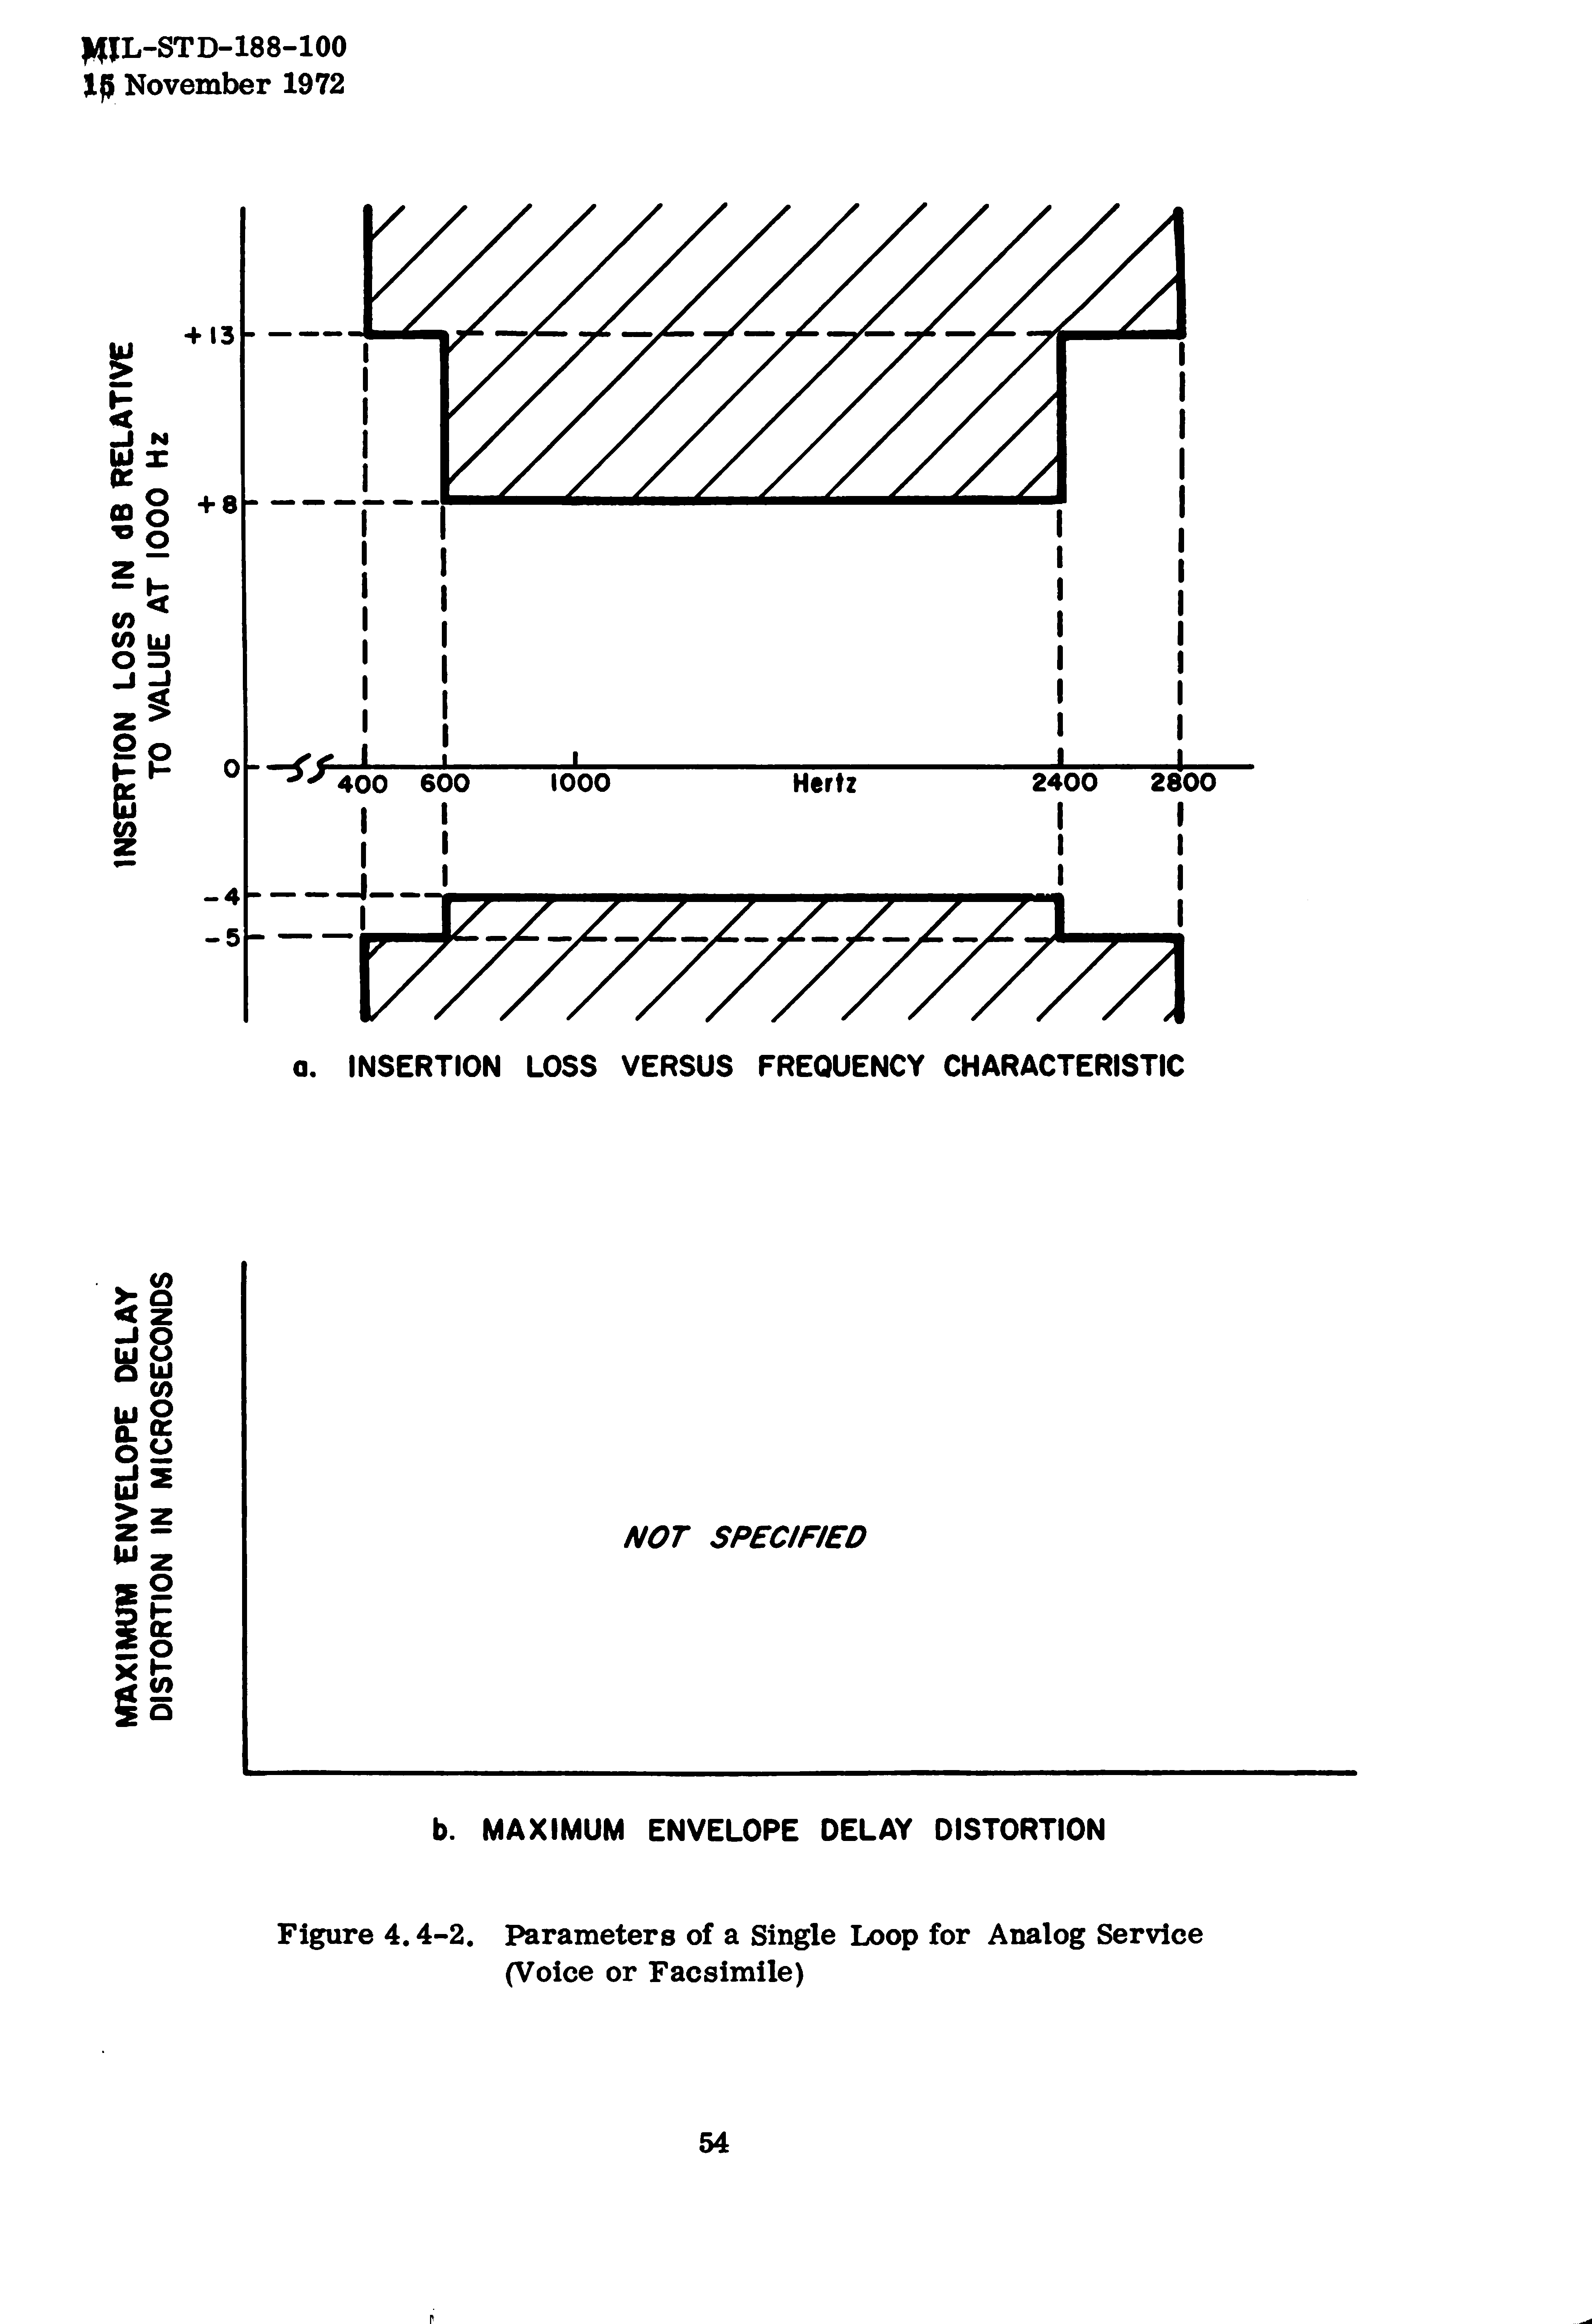 MIL-STD-188-100
15 November 1972
INSERTION LOSS IN dB RELATIVE
TO VALUE AT 1000 Hz
+13
+8
0
400 600 1000 Hertz 2400 2800
-4
-5
a. INSERTION LOSS VERSUS FREQUENCY CHARACTERISTIC
MAXIMUM ENVELOPE DELAY
DISTORTION IN MICROSECONDS
NOT SPECIFIED
b. MAXIMUM ENVELOPE DELAY DISTORTION
Figure 4.4-2. Parameters of a Single Loop for Analog Service
(Voice or Facsimile)
54